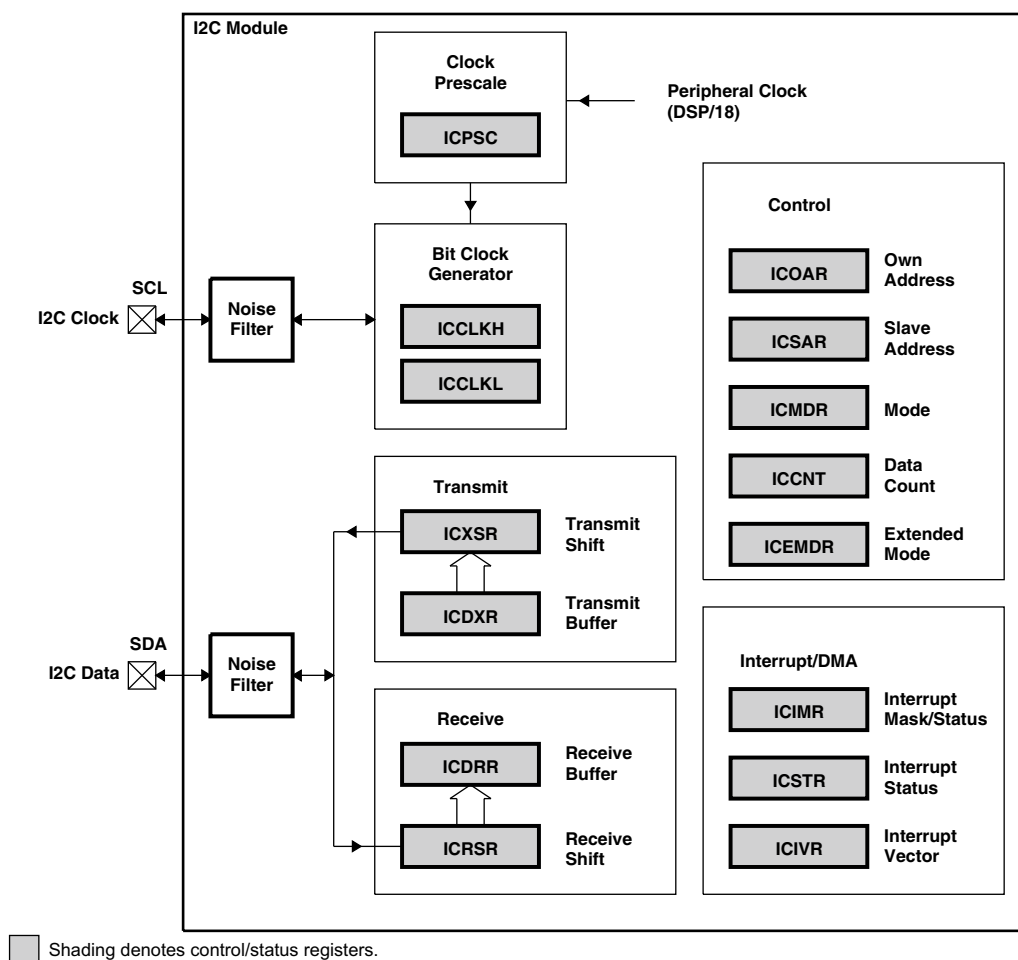 I2C Module
Clock
Prescale
ICPSC
Peripheral Clock
(DSP/18)
Bit Clock
Generator
ICCLKH
ICCLKL
SCL
I2C Clock
Noise
Filter
Control
ICOAR
Own
Address
ICSAR
Slave
Address
ICMDR
Mode
ICCNT
Data
Count
ICEMDR
Extended
Mode
Transmit
ICXSR
Transmit
Shift
ICDXR
Transmit
Buffer
SDA
I2C Data
Noise
Filter
Receive
ICDRR
Receive
Buffer
ICRSR
Receive
Shift
Interrupt/DMA
ICIMR
Interrupt
Mask/Status
ICSTR
Interrupt
Status
ICIVR
Interrupt
Vector
Shading denotes control/status registers.